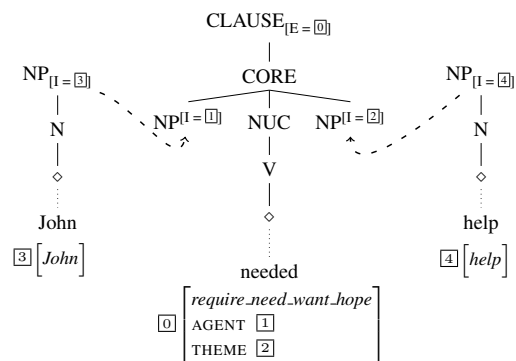 CLAUSE[E = 0]
NP[I = 3] CORE NP[I = 4]
N NP[I = 1] NUC NP[I = 2] N
◇ V ◇
John ◇ help
3 [John] needed 4 [help]
0 [require_need_want_hope
AGENT 1
THEME 2]